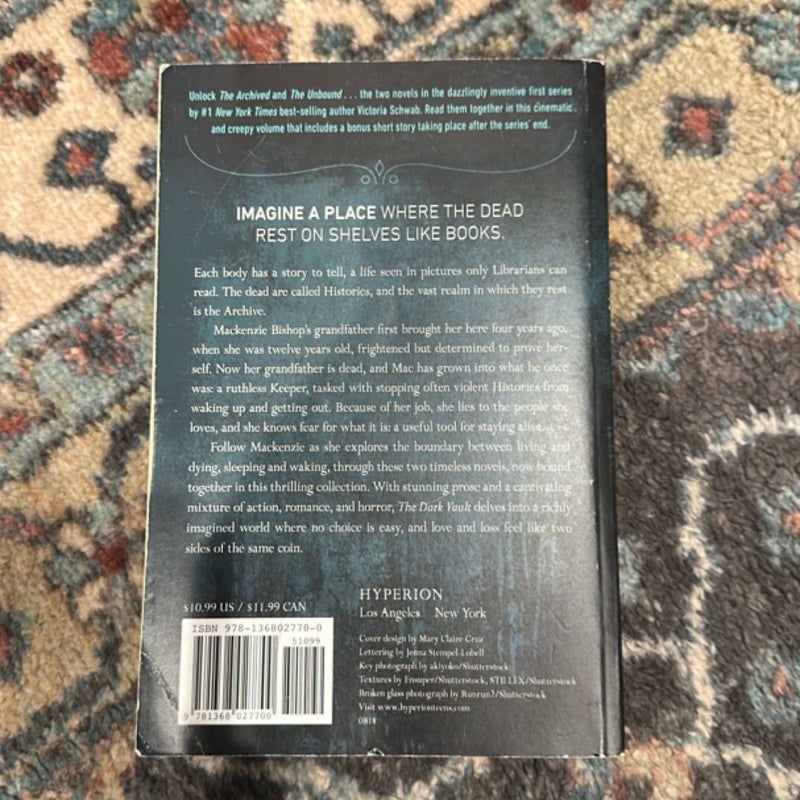 Unlock The Archived and The Unbound . . . the two novels in the dazzlingly inventive first series
by #1 New York Times best-selling author Victoria Schwab. Read them together in this cinematic
and creepy volume that includes a bonus short story taking place after the series' end.
IMAGINE A PLACE WHERE THE DEAD
REST ON SHELVES LIKE BOOKS.
Each body has a story to tell, a life seen in pictures only Librarians can
read. The dead are called Histories, and the vast realm in which they rest
is the Archive.
Mackenzie Bishop's grandfather first brought her here four years ago,
when she was twelve years old, frightened but determined to prove her-
self. Now her grandfather is dead, and Mac has grown into what he once
was: a ruthless Keeper, tasked with stopping often violent Histories from
waking up and getting out. Because of her job, she lies to the people she
loves, and she knows fear for what it is: a useful tool for staying alive.
Follow Mackenzie as she explores the boundary between living and
dying, sleeping and waking, through these two timeless novels, now bound
together in this thrilling collection. With stunning prose and a captivating
mixture of action, romance, and horror, The Dark Vault delves into a richly
imagined world where no choice is easy, and love and loss feel like two
sides of the same coin.
$10.99 US / $11.99 CAN
ISBN 978-136802770-0
51099
9 781368 027700
HYPERION
Los Angeles New York
Cover design by Mary Claire Cruz
Lettering by Jenna Stempel-Lobell
Key photograph by akiyoko/Shutterstock
Textures by Ensuper/Shutterstock, STILLEX/Shutterstock
Broken glass photograph by Runrun2/Shutterstock
Visit www.hyperionteens.com
0818